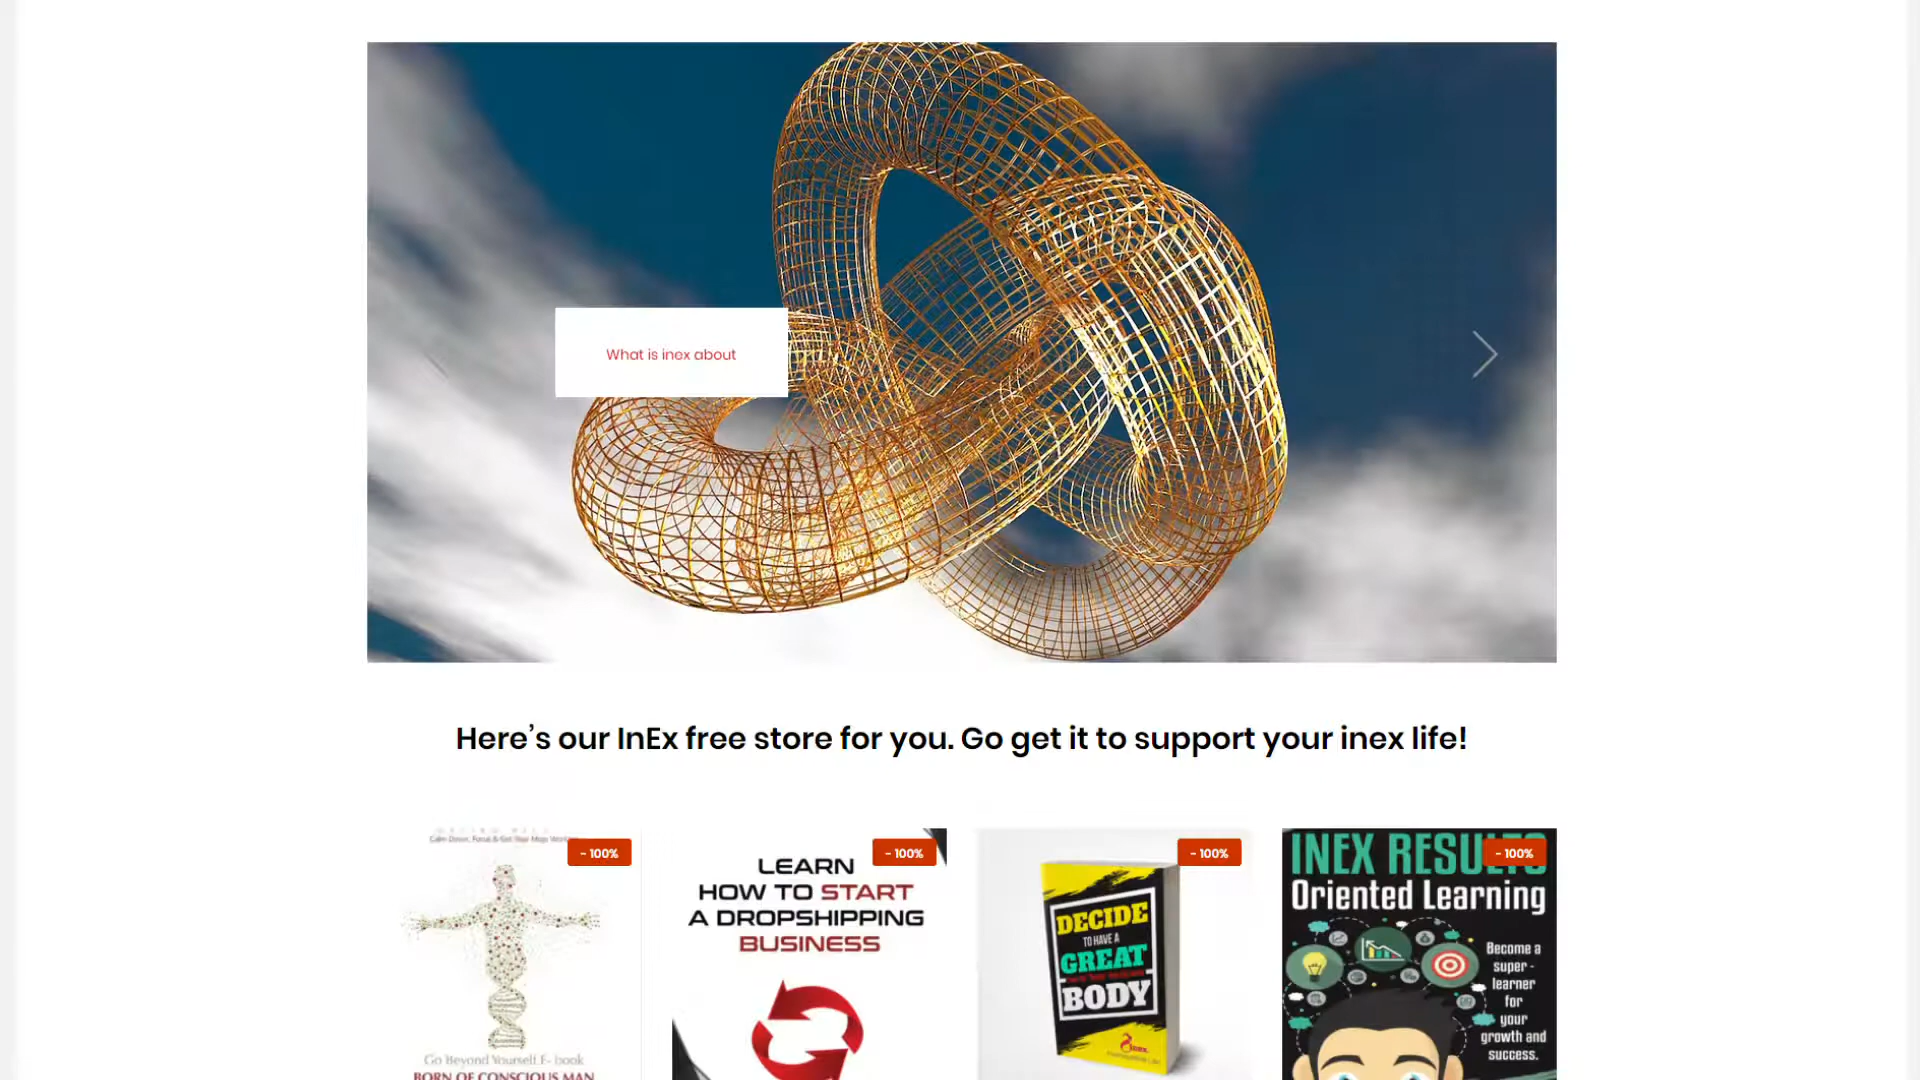 What is inex about
Here's our InEx free store for you. Go get it to support your inex life!
- 100%
Go Beyond Yourself E- book
BORN OF CONSCIOUS MAN
- 100%
LEARN
HOW TO START
A DROPSHIPPING
BUSINESS
- 100%
DECIDE
TO HAVE A
GREAT
BODY
inex
- 100%
INEX RESULTS
Oriented Learning
Become a
super -
learner
for
your
growth and
success.